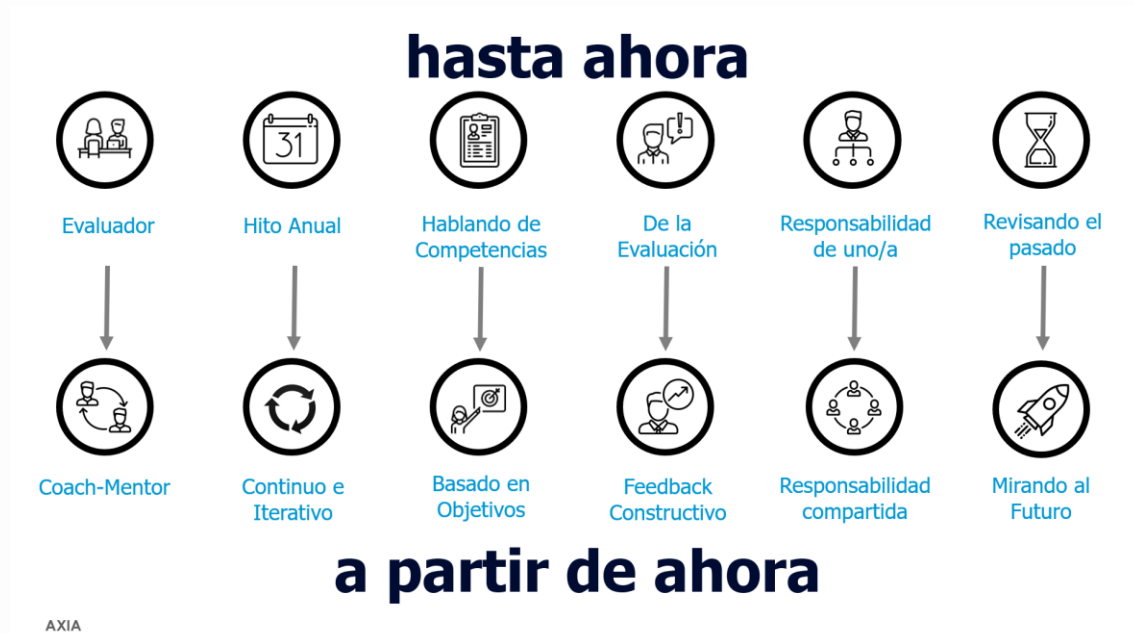 hasta ahora
31
Evaluador
Hito Anual
Hablando de
Competencias
De la
Evaluación
Responsabilidad
de uno/a
Revisando el
pasado
Coach-Mentor
Continuo e
Iterativo
Basado en
Objetivos
Feedback
Constructivo
Responsabilidad
compartida
Mirando al
Futuro
a partir de ahora
AXIA